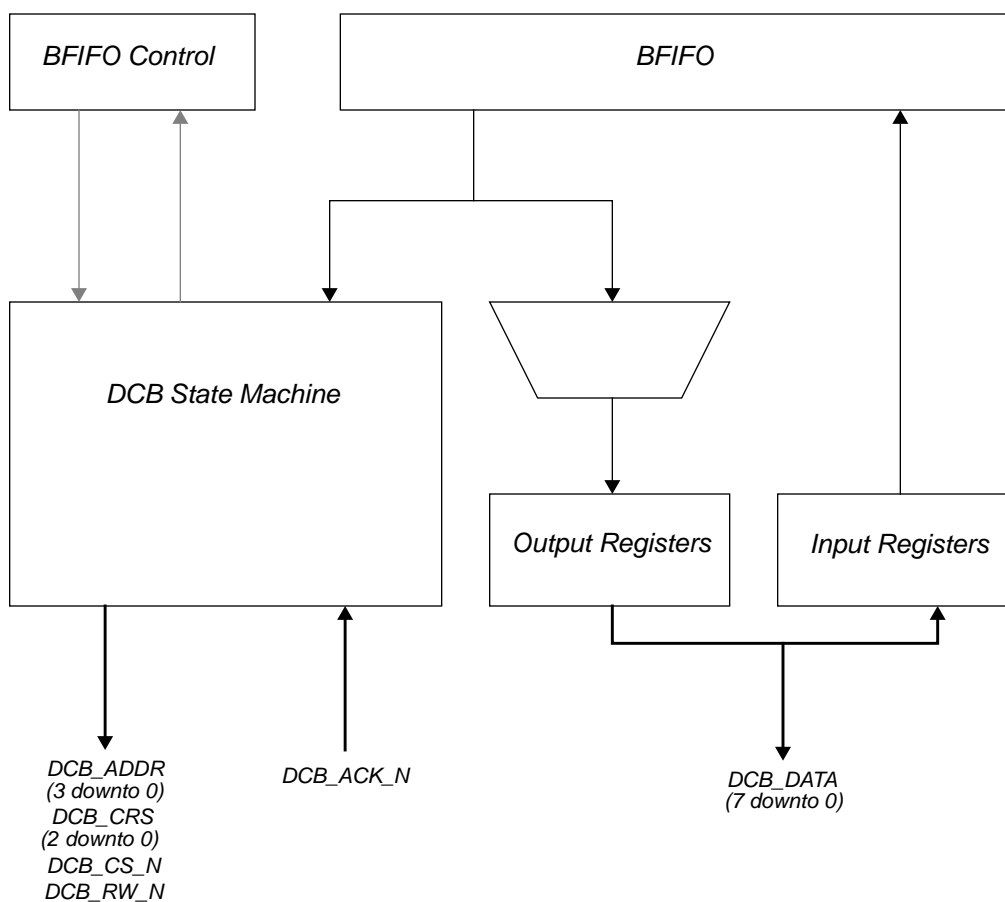 BFIFO Control
BFIFO
DCB State Machine
Output Registers
Input Registers
DCB_ADDR
(3 downto 0)
DCB_CRS
(2 downto 0)
DCB_CS_N
DCB_RW_N
DCB_ACK_N
DCB_DATA
(7 downto 0)